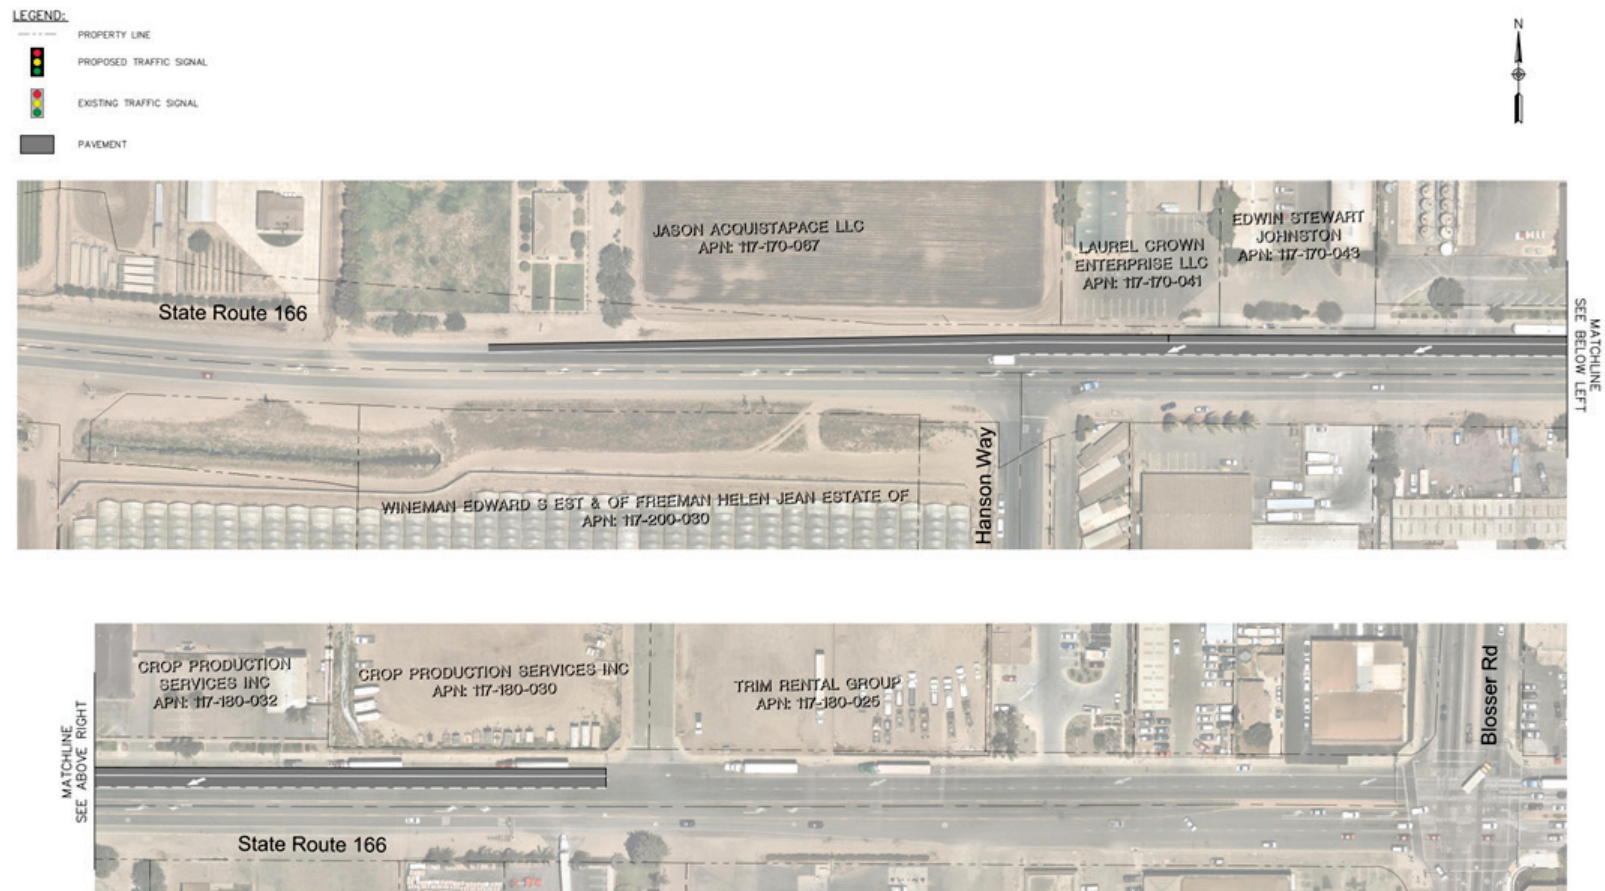 LEGEND:
PROPERTY LINE
PROPOSED TRAFFIC SIGNAL
EXISTING TRAFFIC SIGNAL
PAVEMENT
N
JASON ACQUISTAPACE LLC
APN: 117-170-067
LAUREL CROWN
ENTERPRISE LLC
APN: 117-170-041
EDWIN STEWART
JOHNSTON
APN: 117-170-043
State Route 166
MATCHLINE
SEE BELOW LEFT
WINEMAN EDWARD S EST & OF FREEMAN HELEN JEAN ESTATE OF
APN: 117-200-030
Hanson Way
CROP PRODUCTION
SERVICES INC
APN: 117-180-032
CROP PRODUCTION SERVICES INC
APN: 117-180-030
TRIM RENTAL GROUP
APN: 117-180-025
Blosser Rd
MATCHLINE
SEE ABOVE RIGHT
State Route 166